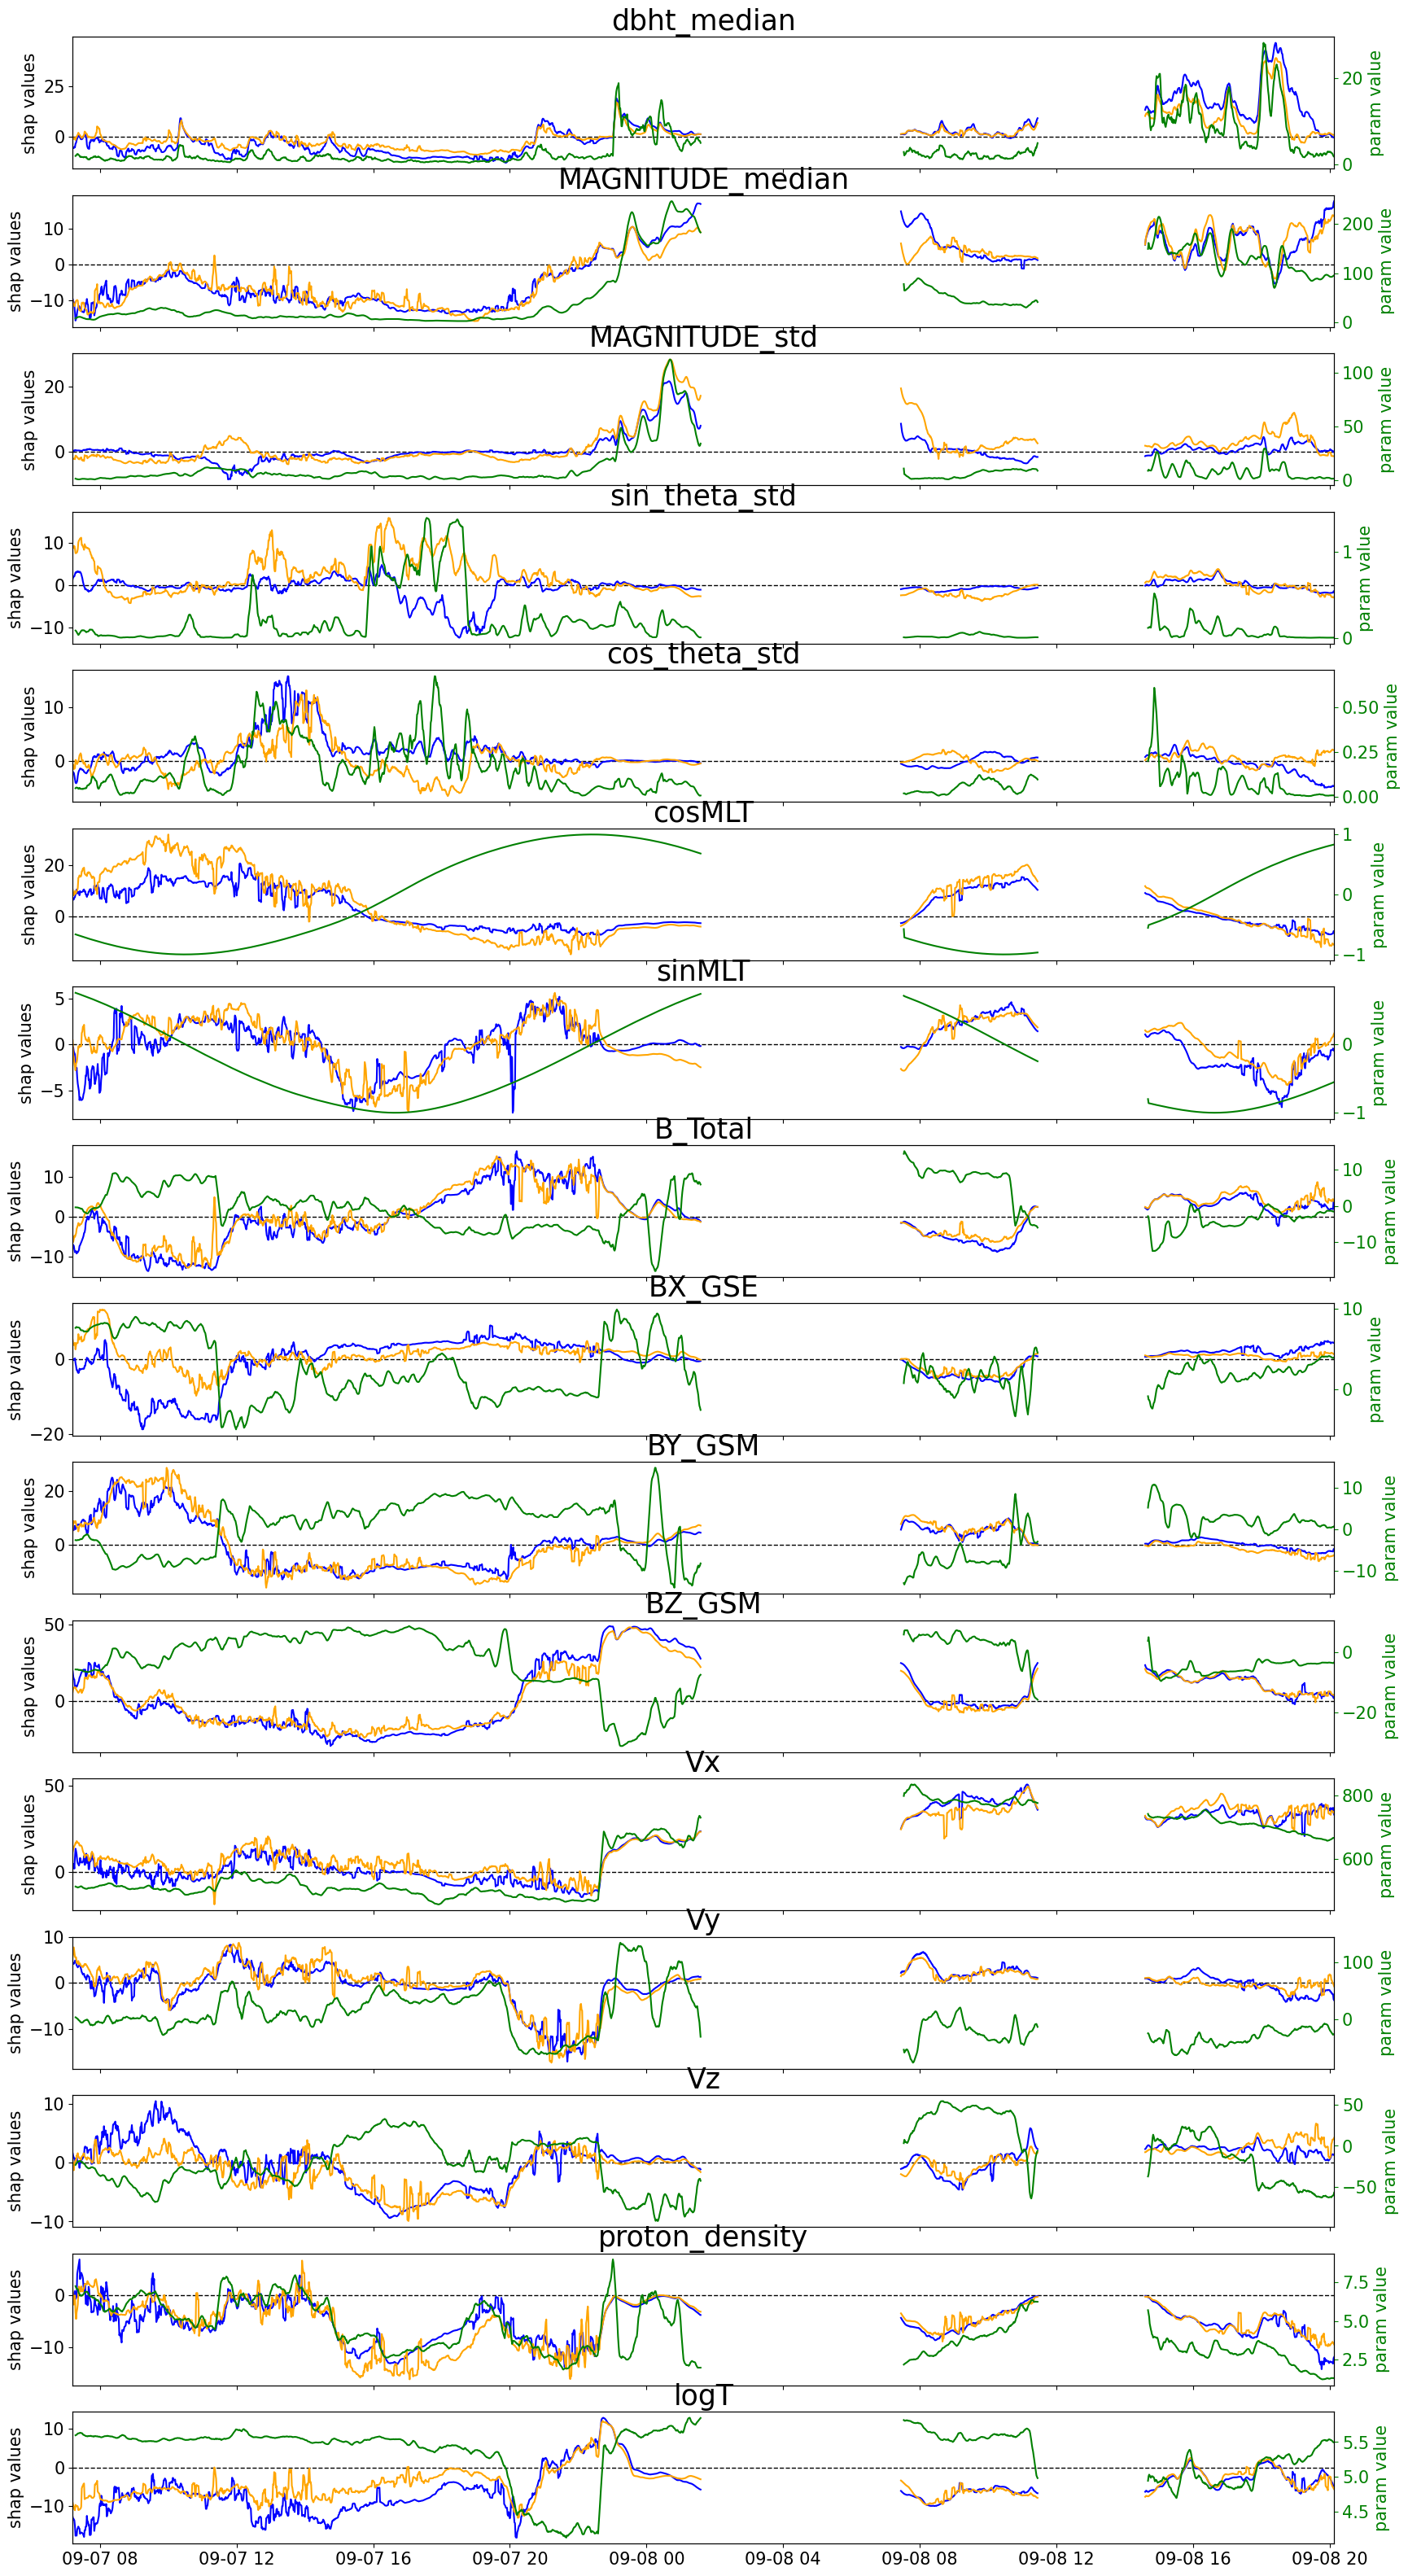 dbht_median
shap values
25
0
20
0
param value
MAGNITUDE_median
shap values
10
0
−10
200
100
0
param value
MAGNITUDE_std
shap values
20
0
100
50
0
param value
sin_theta_std
shap values
10
0
−10
1
0
param value
cos_theta_std
shap values
10
0
0.50
0.25
0.00
param value
cosMLT
shap values
20
0
1
0
−1
param value
sinMLT
shap values
5
0
−5
0
−1
param value
B_Total
shap values
10
0
−10
10
0
−10
param value
BX_GSE
shap values
0
−20
10
0
param value
BY_GSM
shap values
20
0
10
0
−10
param value
BZ_GSM
shap values
50
0
0
−20
param value
Vx
shap values
50
0
800
600
param value
Vy
shap values
10
0
−10
100
0
param value
Vz
shap values
10
0
−10
50
0
−50
param value
proton_density
shap values
0
−10
7.5
5.0
2.5
param value
logT
shap values
10
0
−10
5.5
5.0
4.5
param value
09-07 08 09-07 12 09-07 16 09-07 20 09-08 00 09-08 04 09-08 08 09-08 12 09-08 16 09-08 20